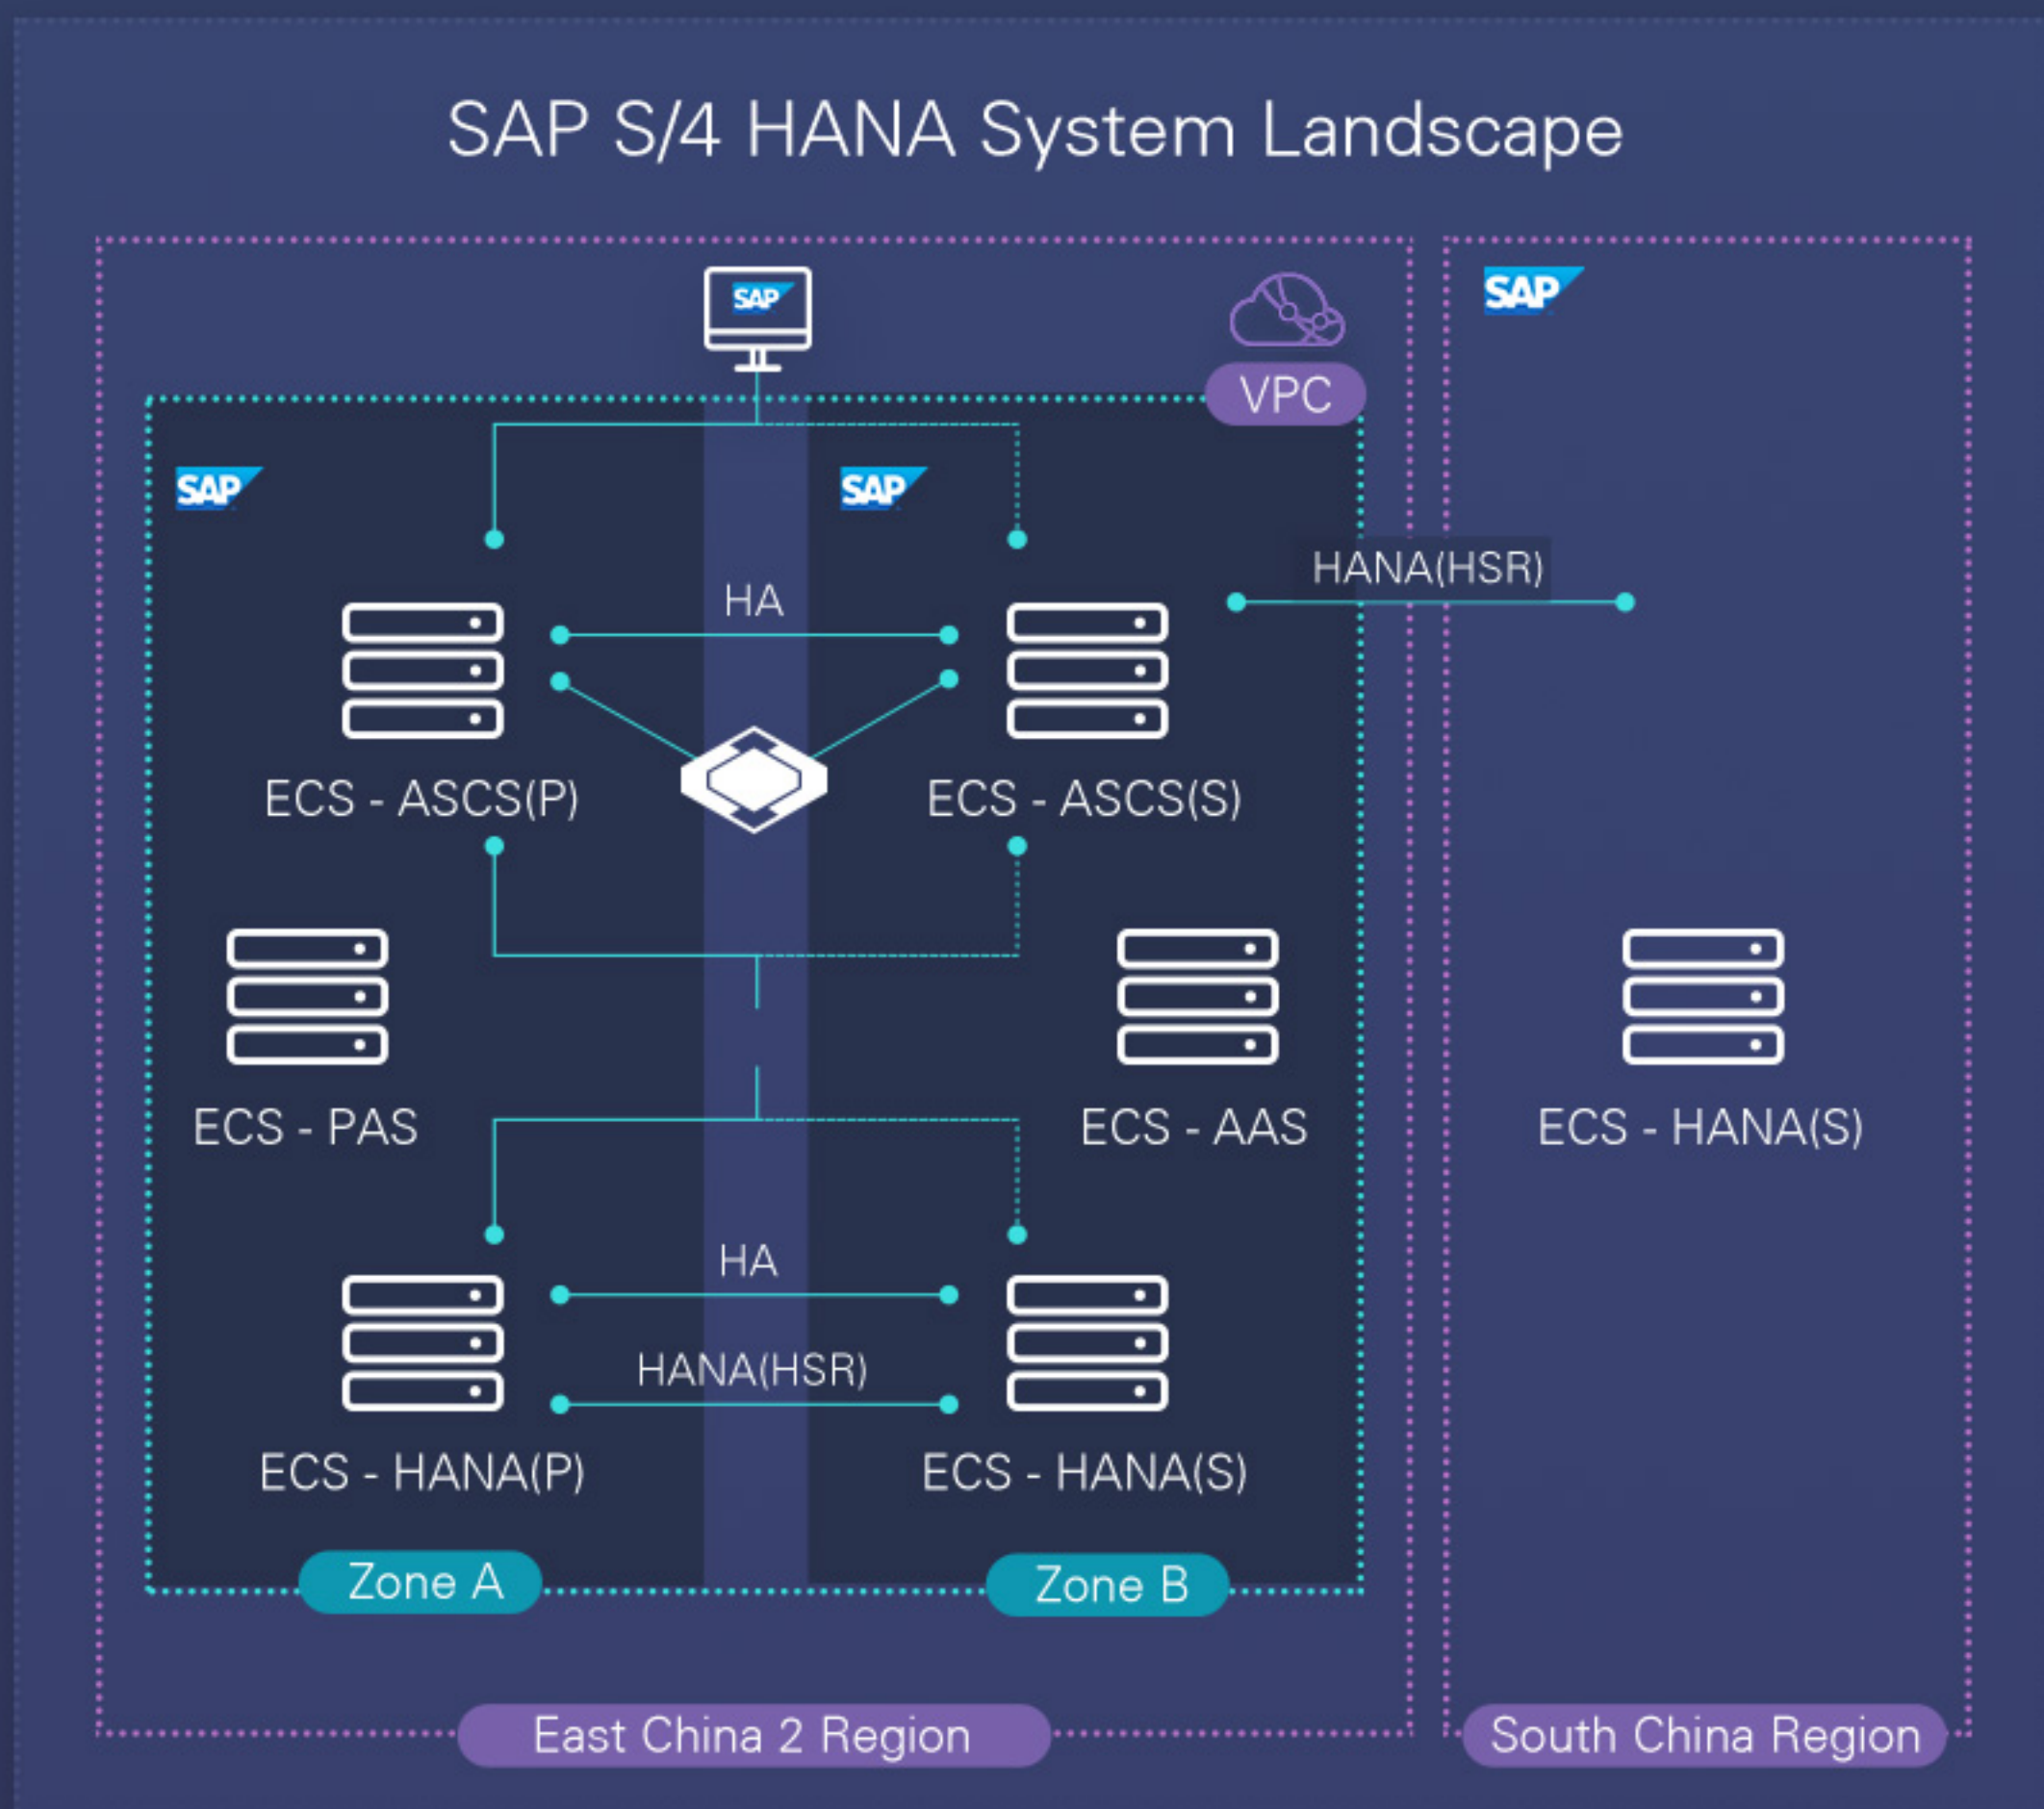 SAP S/4 HANA System Landscape
SAP
SAP
VPC
SAP
SAP
HANA(HSR)
HA
ECS - ASCS(P)
ECS - ASCS(S)
ECS - PAS
ECS - AAS
ECS - HANA(S)
HA
HANA(HSR)
ECS - HANA(P)
ECS - HANA(S)
Zone A
Zone B
East China 2 Region
South China Region